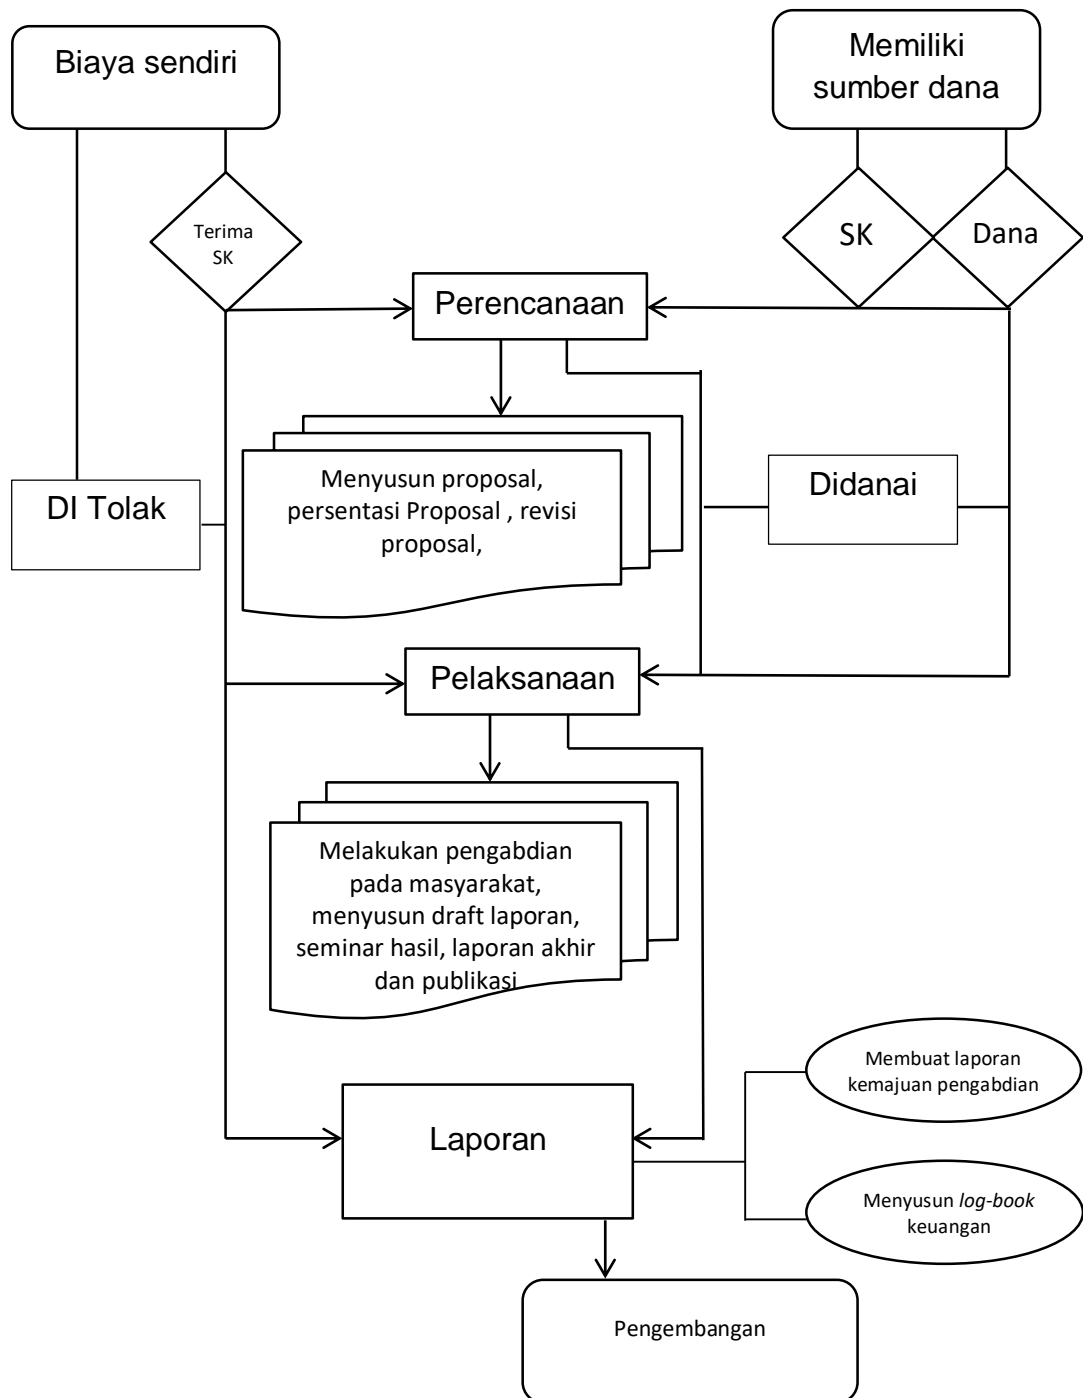 Biaya sendiri
Memiliki
sumber dana
Terima
SK
SK
Dana
Perencanaan
Menyusun proposal,
persentasi Proposal , revisi
proposal,
DI Tolak
Didanai
Pelaksanaan
Melakukan pengabdian
pada masyarakat,
menyusun draft laporan,
seminar hasil, laporan akhir
dan publikasi
Membuat laporan
kemajuan pengabdian
Laporan
Menyusun log-book
keuangan
Pengembangan